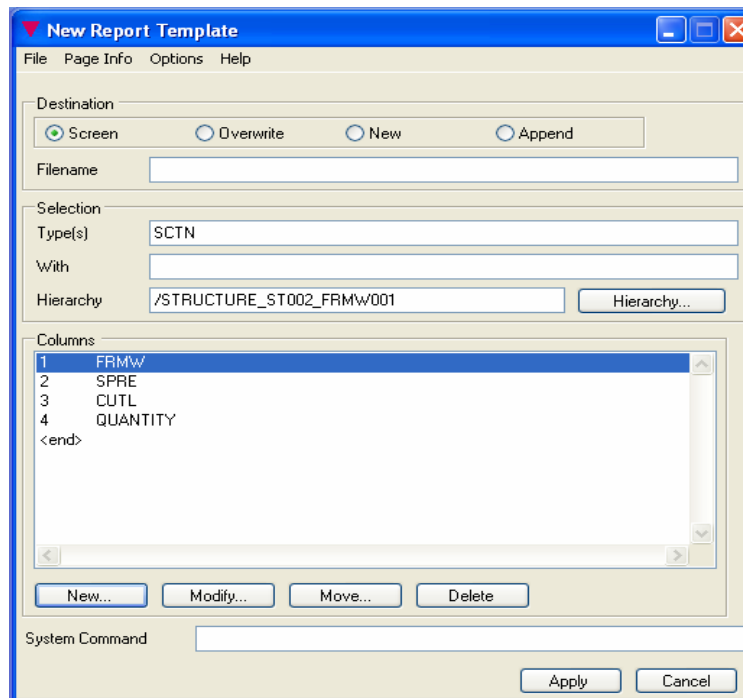 New Report Template
File Page Info Options Help
Destination
Screen Overwrite New Append
Filename
Selection
Type(s) SCTN
With
Hierarchy /STRUCTURE_ST002_FRMW001 Hierarchy...
Columns
1 FRMW
2 SPRE
3 CUTL
4 QUANTITY
<end>
New... Modify... Move... Delete
System Command
Apply Cancel